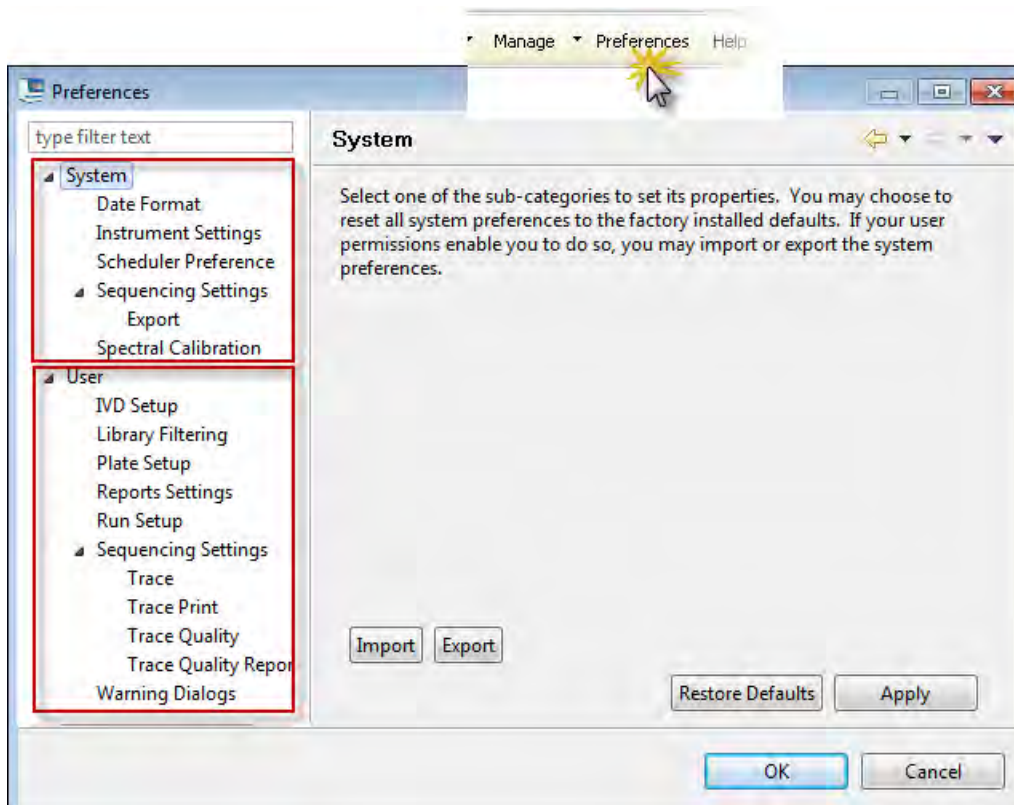 Manage Preferences Help
Preferences
type filter text
System
Date Format
Instrument Settings
Scheduler Preference
Sequencing Settings
Export
Spectral Calibration
User
IVD Setup
Library Filtering
Plate Setup
Reports Settings
Run Setup
Sequencing Settings
Trace
Trace Print
Trace Quality
Trace Quality Repor
Warning Dialogs
System
Select one of the sub-categories to set its properties. You may choose to
reset all system preferences to the factory installed defaults. If your user
permissions enable you to do so, you may import or export the system
preferences.
Import Export
Restore Defaults Apply
OK Cancel